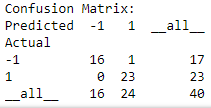 Confusion Matrix:
Predicted -1 1 __all__
Actual
-1 16 1 17
1 0 23 23
__all__ 16 24 40